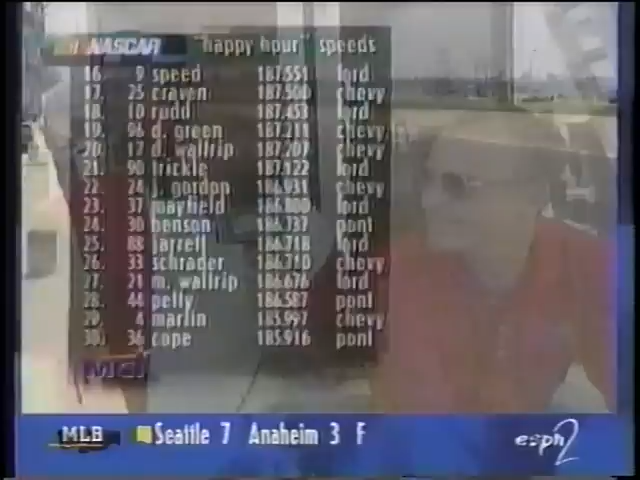 NASCAR "happy hour" speeds
16. 9 speed 187.551 ford
17. 25 craven 187.500 chevy
18. 10 rudd 187.453 ford
19. 96 d. green 187.211 chevy
20. 17 d. waltrip 187.207 chevy
21. 90 trickle 187.122 ford
22. 24 j. gordon 186.931 chevy
23. 37 mayfield 186.800 ford
24. 30 benson 186.737 pont
25. 88 jarrett 186.718 ford
26. 33 schrader 186.710 chevy
27. 21 m. waltrip 186.676 ford
28. 44 petty 186.587 pont
29. 4 marlin 185.997 chevy
30. 36 cope 185.916 pont
MLB Seattle 7 Anaheim 3 F espn2